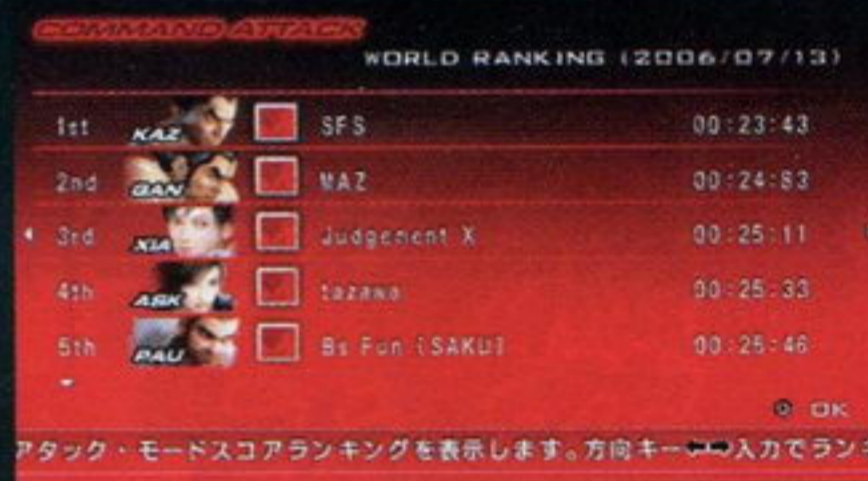 COMMAND ATTACK
WORLD RANKING (2006/07/13)
1st KAZ SFS 00:23:43
2nd GAN MAZ 00:24:83
3rd XIA Judgement X 00:25:11
4th ASK tazawa 00:25:33
5th PAU Bs Fun [SAKU] 00:25:46
OK
アタック・モードスコアランキングを表示します。方向キー⬅➡入力でラン